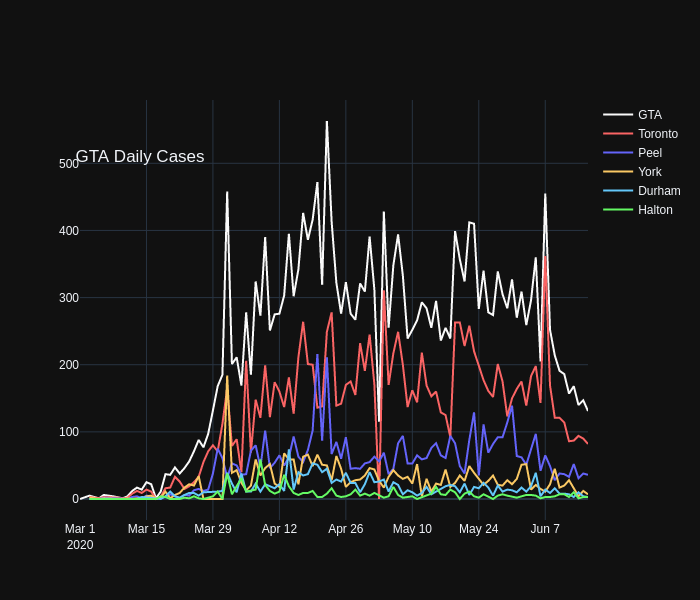 GTA Daily Cases
500
400
300
200
100
0
Mar 1
2020
Mar 15
Mar 29
Apr 12
Apr 26
May 10
May 24
Jun 7
GTA
Toronto
Peel
York
Durham
Halton